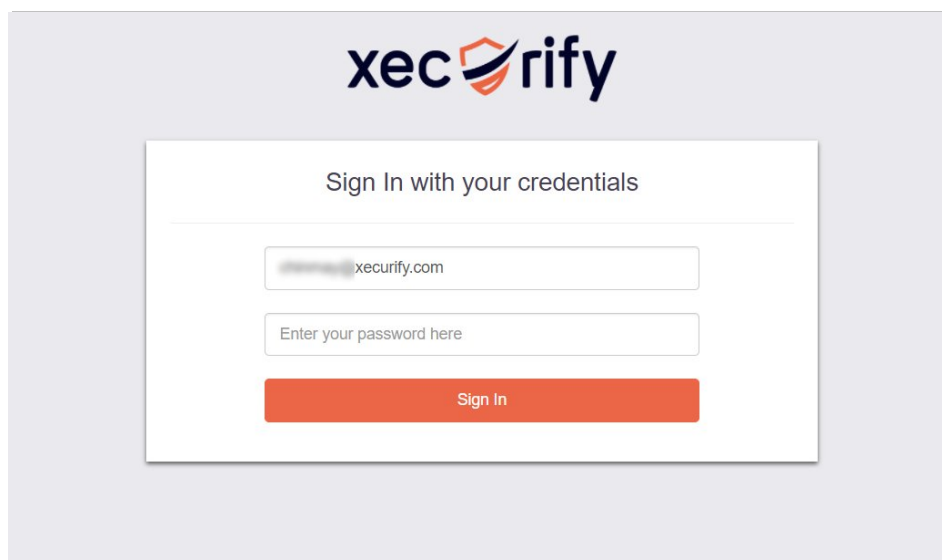 xecurify
Sign In with your credentials
xecurify.com
Enter your password here
Sign In